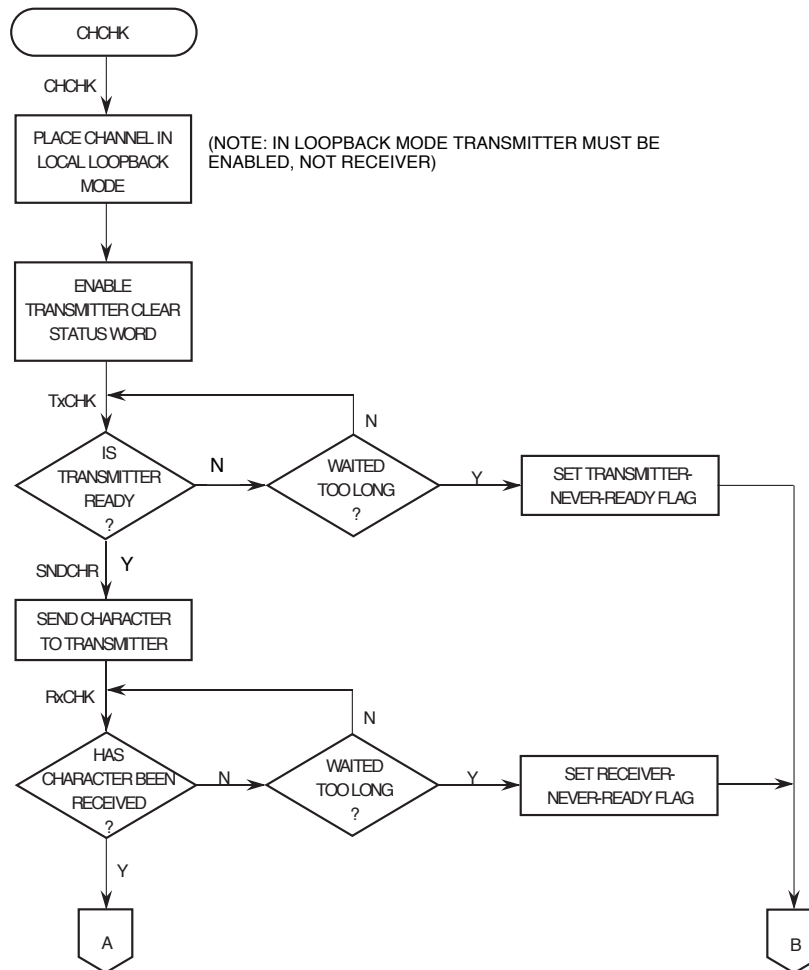 CHCHK
CHCHK
PLACE CHANNEL IN
LOCAL LOOPBACK
MODE
(NOTE: IN LOOPBACK MODE TRANSMITTER MUST BE
ENABLED, NOT RECEIVER)
ENABLE
TRANSMITTER CLEAR
STATUS WORD
TxCHK
N
IS
TRANSMITTER
READY
?
N
WAITED
TOO LONG
?
Y
SET TRANSMITTER-
NEVER-READY FLAG
SNDCHR
Y
SEND CHARACTER
TO TRANSMITTER
RxCHK
N
HAS
CHARACTER BEEN
RECEIVED
?
N
WAITED
TOO LONG
?
Y
SET RECEIVER-
NEVER-READY FLAG
Y
A
B